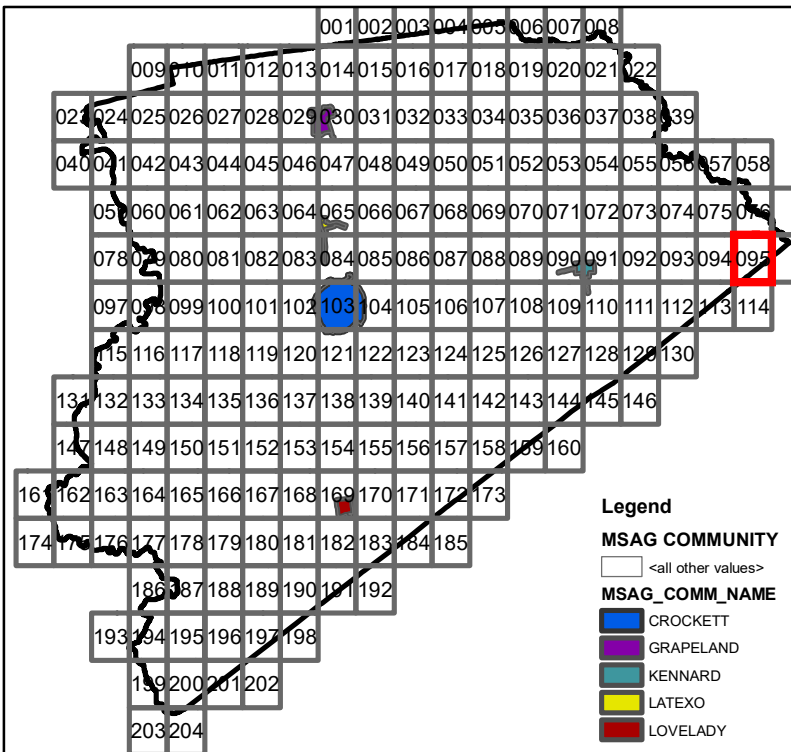 001 002 003 004 005 006 007 008
009 010 011 012 013 014 015 016 017 018 019 020 021 022
023 024 025 026 027 028 029 030 031 032 033 034 035 036 037 038 039
040 041 042 043 044 045 046 047 048 049 050 051 052 053 054 055 056 057 058
059 060 061 062 063 064 065 066 067 068 069 070 071 072 073 074 075 076
078 079 080 081 082 083 084 085 086 087 088 089 090 091 092 093 094 095
097 098 099 100 101 102 103 104 105 106 107 108 109 110 111 112 113 114
115 116 117 118 119 120 121 122 123 124 125 126 127 128 129 130
131 132 133 134 135 136 137 138 139 140 141 142 143 144 145 146
147 148 149 150 151 152 153 154 155 156 157 158 159 160
161 162 163 164 165 166 167 168 169 170 171 172 173
174 175 176 177 178 179 180 181 182 183 184 185
186 187 188 189 190 191 192
193 194 195 196 197 198
199 200 201 202
203 204
Legend
MSAG COMMUNITY
<all other values>
MSAG_COMM_NAME
CROCKETT
GRAPELAND
KENNARD
LATEXO
LOVELADY